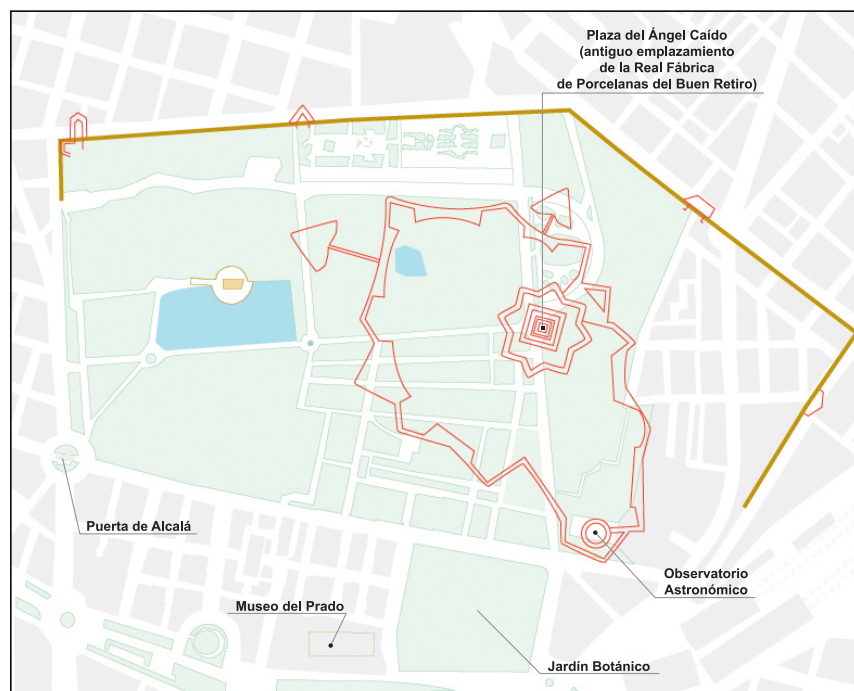 Plaza del Ángel Caído
(antiguo emplazamiento
de la Real Fábrica
de Porcelanas del Buen Retiro)
Puerta de Alcalá
Observatorio
Astronómico
Museo del Prado
Jardín Botánico